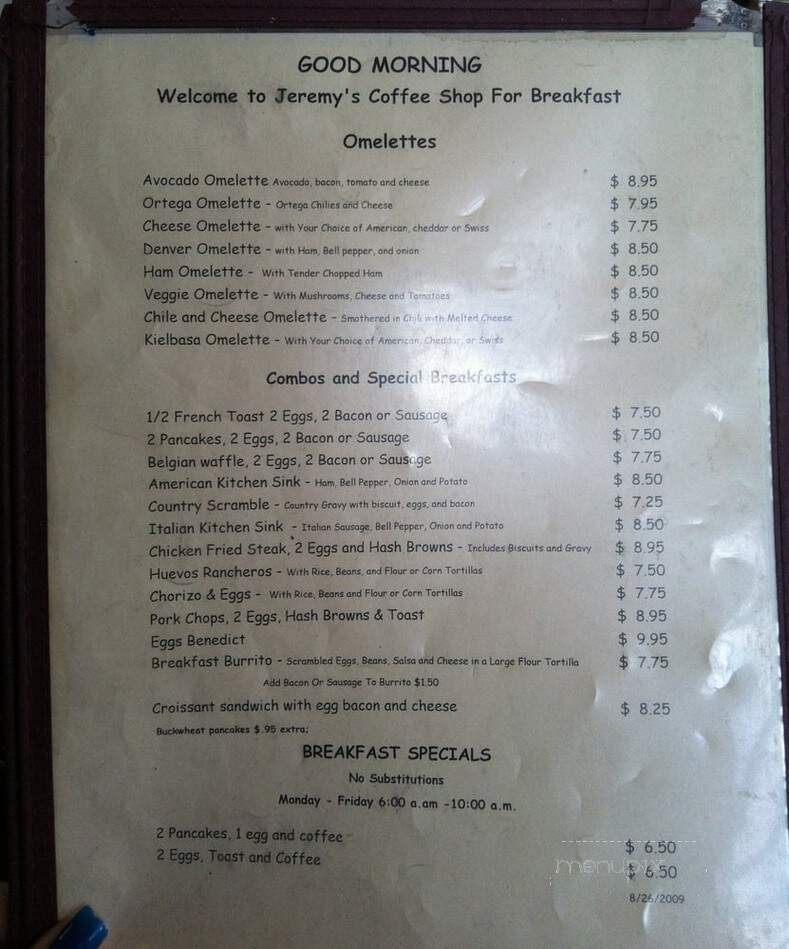 GOOD MORNING
Welcome to Jeremy's Coffee Shop For Breakfast
Omelettes
Avocado Omelette Avocado, bacon, tomato and cheese $ 8.95
Ortega Omelette - Ortega Chilies and Cheese $ 7.95
Cheese Omelette - with Your Choice of American, cheddar or Swiss $ 7.75
Denver Omelette - with Ham, Bell pepper, and onion $ 8.50
Ham Omelette - With Tender Chopped Ham $ 8.50
Veggie Omelette - With Mushrooms, Cheese and Tomatoes $ 8.50
Chile and Cheese Omelette - Smothered in Chili with Melted Cheese $ 8.50
Kielbasa Omelette - With Your Choice of American, Cheddar, or Swiss $ 8.50
Combos and Special Breakfasts
1/2 French Toast 2 Eggs, 2 Bacon or Sausage $ 7.50
2 Pancakes, 2 Eggs, 2 Bacon or Sausage $ 7.50
Belgian waffle, 2 Eggs, 2 Bacon or Sausage $ 7.75
American Kitchen Sink - Ham, Bell Pepper, Onion and Potato $ 8.50
Country Scramble - Country Gravy with biscuit, eggs, and bacon $ 7.25
Italian Kitchen Sink - Italian Sausage, Bell Pepper, Onion and Potato $ 8.50
Chicken Fried Steak, 2 Eggs and Hash Browns - Includes Biscuits and Gravy $ 8.95
Huevos Rancheros - With Rice, Beans, and Flour or Corn Tortillas $ 7.50
Chorizo & Eggs - With Rice, Beans and Flour or Corn Tortillas $ 7.75
Pork Chops, 2 Eggs, Hash Browns & Toast $ 8.95
Eggs Benedict $ 9.95
Breakfast Burrito - Scrambled Eggs, Beans, Salsa and Cheese in a Large Flour Tortilla $ 7.75
Add Bacon Or Sausage To Burrito $1.50
Croissant sandwich with egg bacon and cheese $ 8.25
Buckwheat pancakes $.95 extra;
BREAKFAST SPECIALS
No Substitutions
Monday - Friday 6:00 a.am -10:00 a.m.
2 Pancakes, 1 egg and coffee $ 6.50
2 Eggs, Toast and Coffee $ 6.50
menupix
8/26/2009